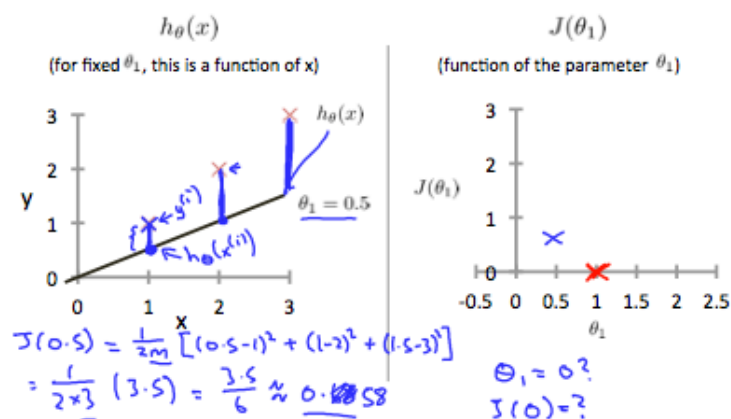 hθ(x)
(for fixed θ₁, this is a function of x)
3
2
1
0
y
0 1 2 3
x
hθ(x)
θ₁ = 0.5
y⁽ⁱ⁾
hθ(x⁽ⁱ⁾)
J(0.5) = 1/2m [(0.5-1)² + (1-2)² + (1.5-3)²]
= 1/2×3 (3.5) = 3.5/6 ≈ 0.58
J(θ₁)
(function of the parameter θ₁)
3
2
1
0
J(θ₁)
-0.5 0 0.5 1 1.5 2 2.5
θ₁
θ₁ = 0?
J(0) = ?